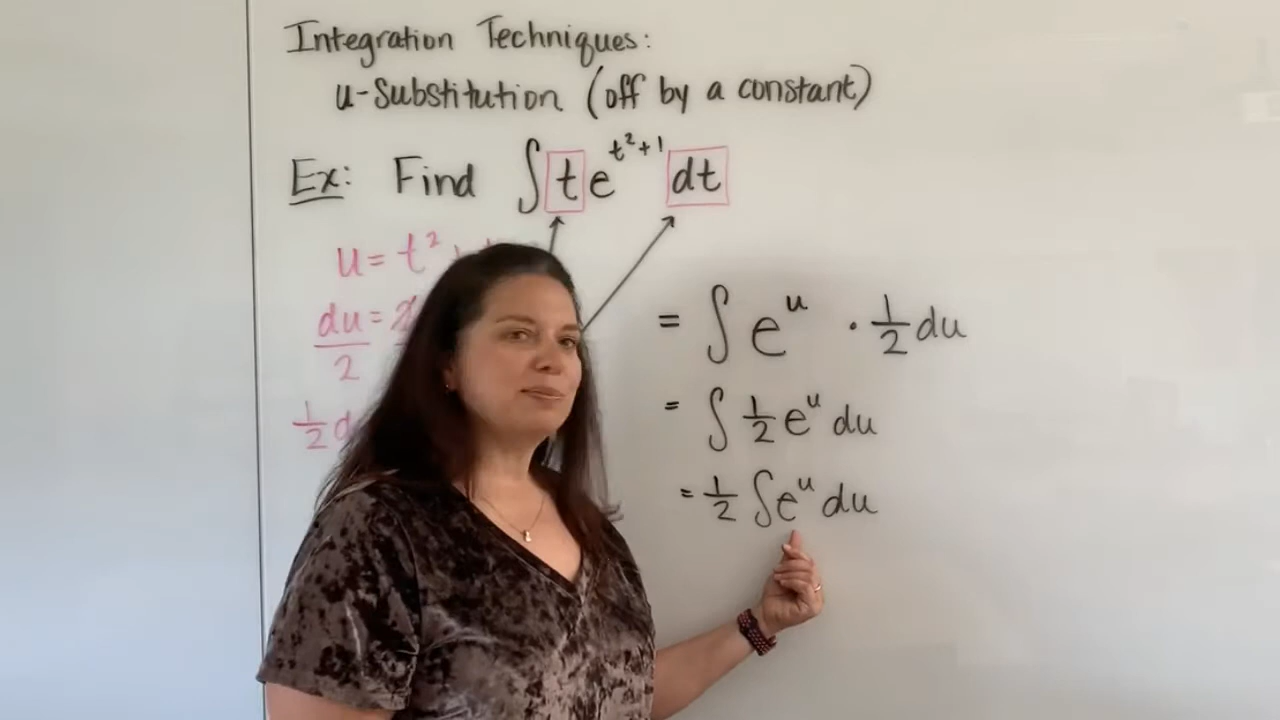 Integration Techniques:
u-Substitution (off by a constant)
Ex: Find ∫ t e^{t²+1} dt
u = t²
du = 2
2
½ d
= ∫ e^u · ½ du
= ∫ ½ e^u du
= ½ ∫ e^u du